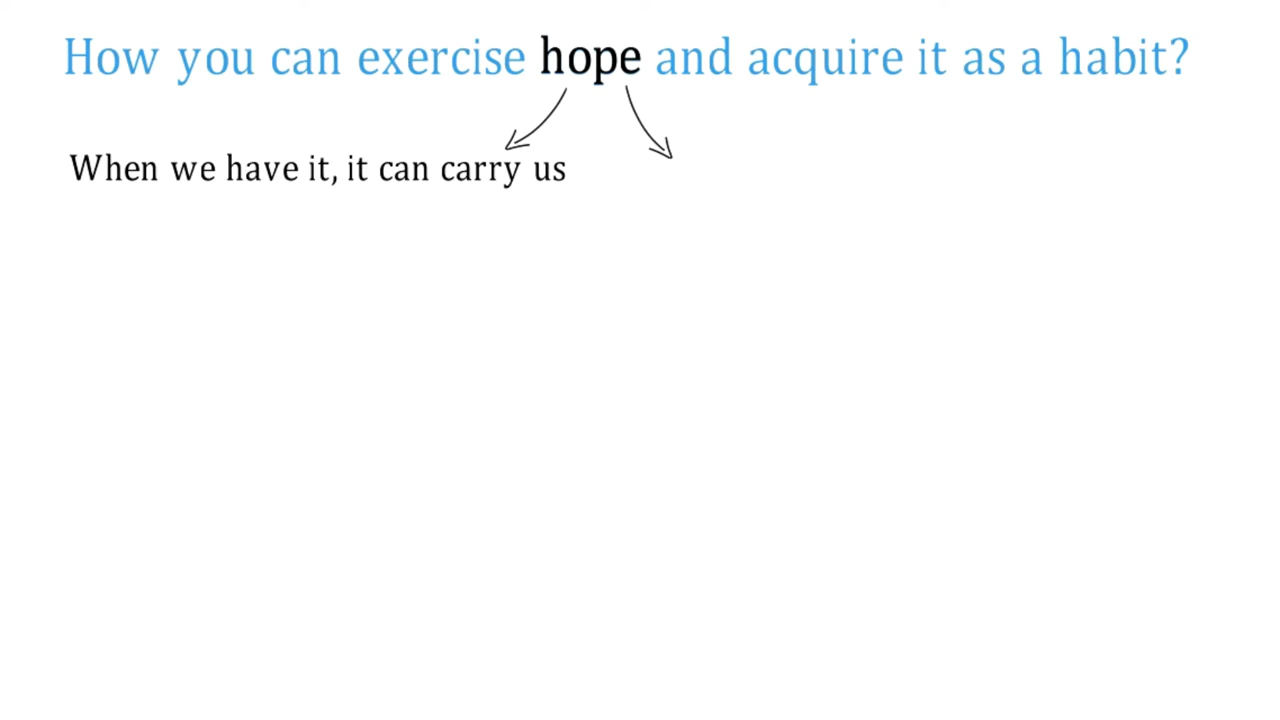 How you can exercise hope and acquire it as a habit?
When we have it, it can carry us